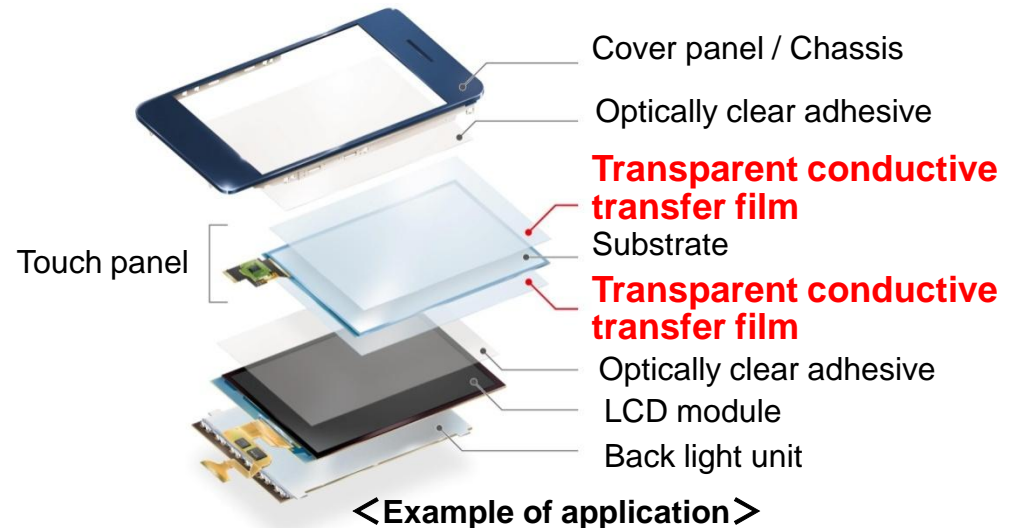 Cover panel / Chassis
Optically clear adhesive
Transparent conductive
transfer film
Substrate
Touch panel
Transparent conductive
transfer film
Optically clear adhesive
LCD module
Back light unit
＜Example of application＞